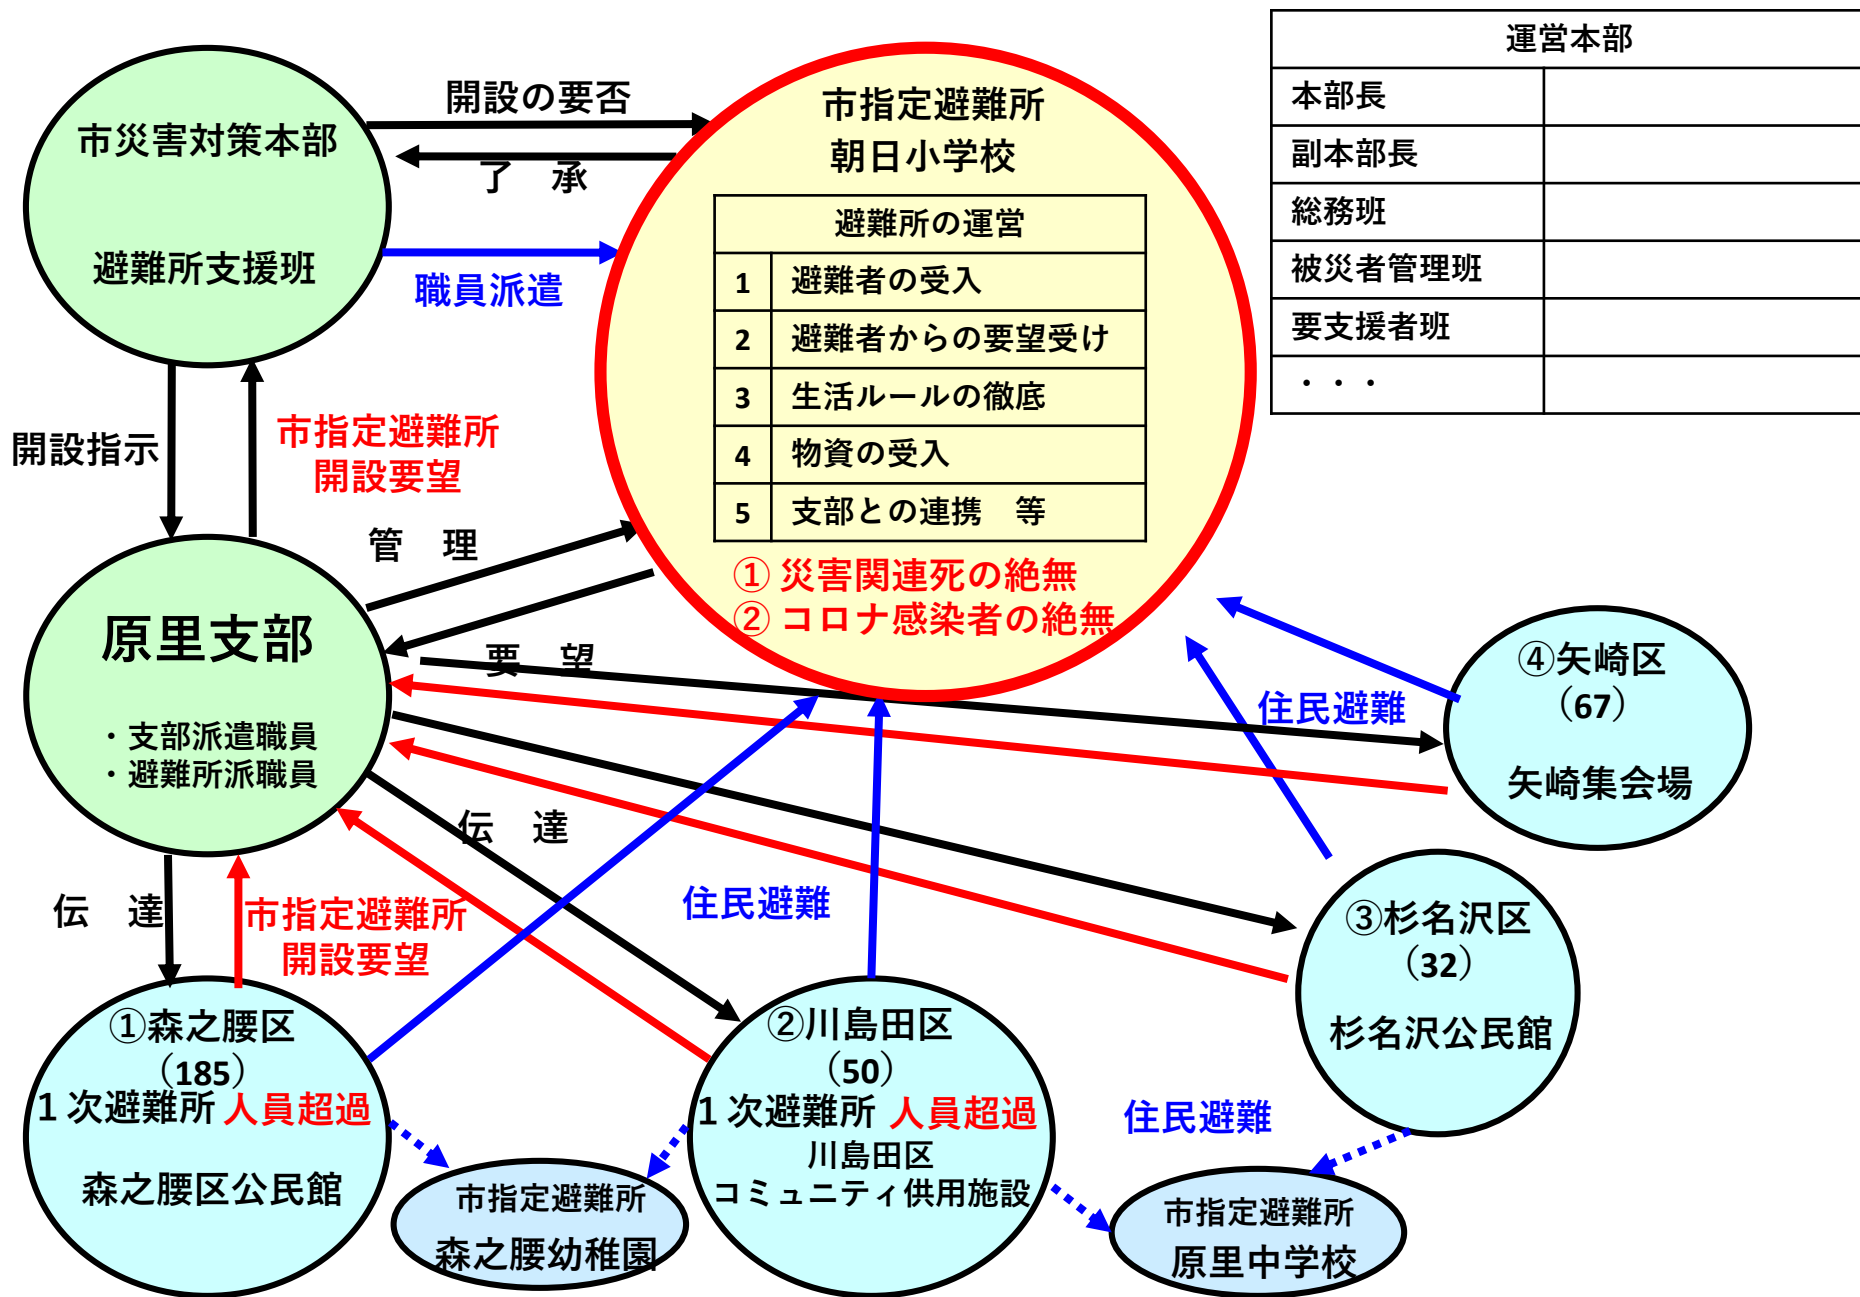 運営本部
本部長
副本部長
総務班
被災者管理班
要支援者班
・・・
市災害対策本部
避難所支援班
開設の要否
了　承
職員派遣
市指定避難所
朝日小学校
避難所の運営
1 避難者の受入
2 避難者からの要望受け
3 生活ルールの徹底
4 物資の受入
5 支部との連携　等
①災害関連死の絶無
②コロナ感染者の絶無
開設指示
市指定避難所
開設要望
管　理
要　望
原里支部
・支部派遣職員
・避難所派職員
伝　達
市指定避難所
開設要望
伝　達
住民避難
住民避難
④矢崎区
（67）
矢崎集会場
③杉名沢区
（32）
杉名沢公民館
①森之腰区
（185）
１次避難所 人員超過
森之腰区公民館
②川島田区
（50）
１次避難所 人員超過
川島田区
コミュニティ供用施設
住民避難
市指定避難所
森之腰幼稚園
市指定避難所
原里中学校